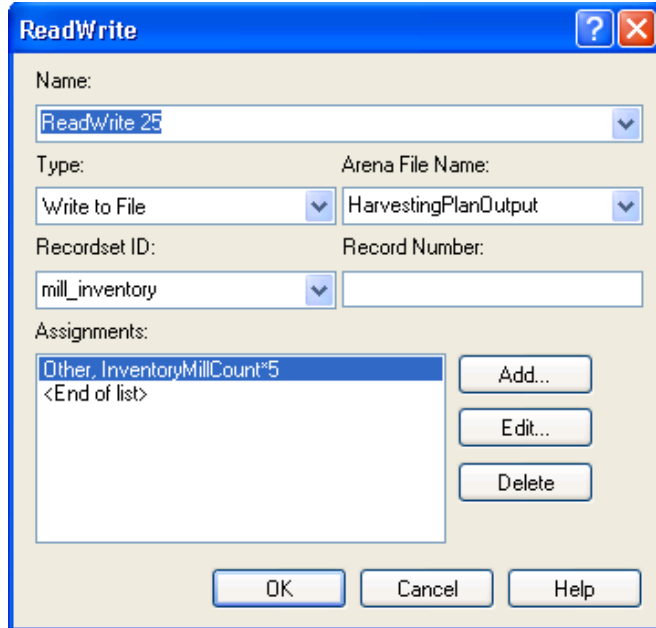 ReadWrite
Name:
ReadWrite 25
Type: Arena File Name:
Write to File HarvestingPlanOutput
Recordset ID: Record Number:
mill_inventory
Assignments:
Other, InventoryMillCount*5
<End of list>
Add...
Edit...
Delete
OK Cancel Help